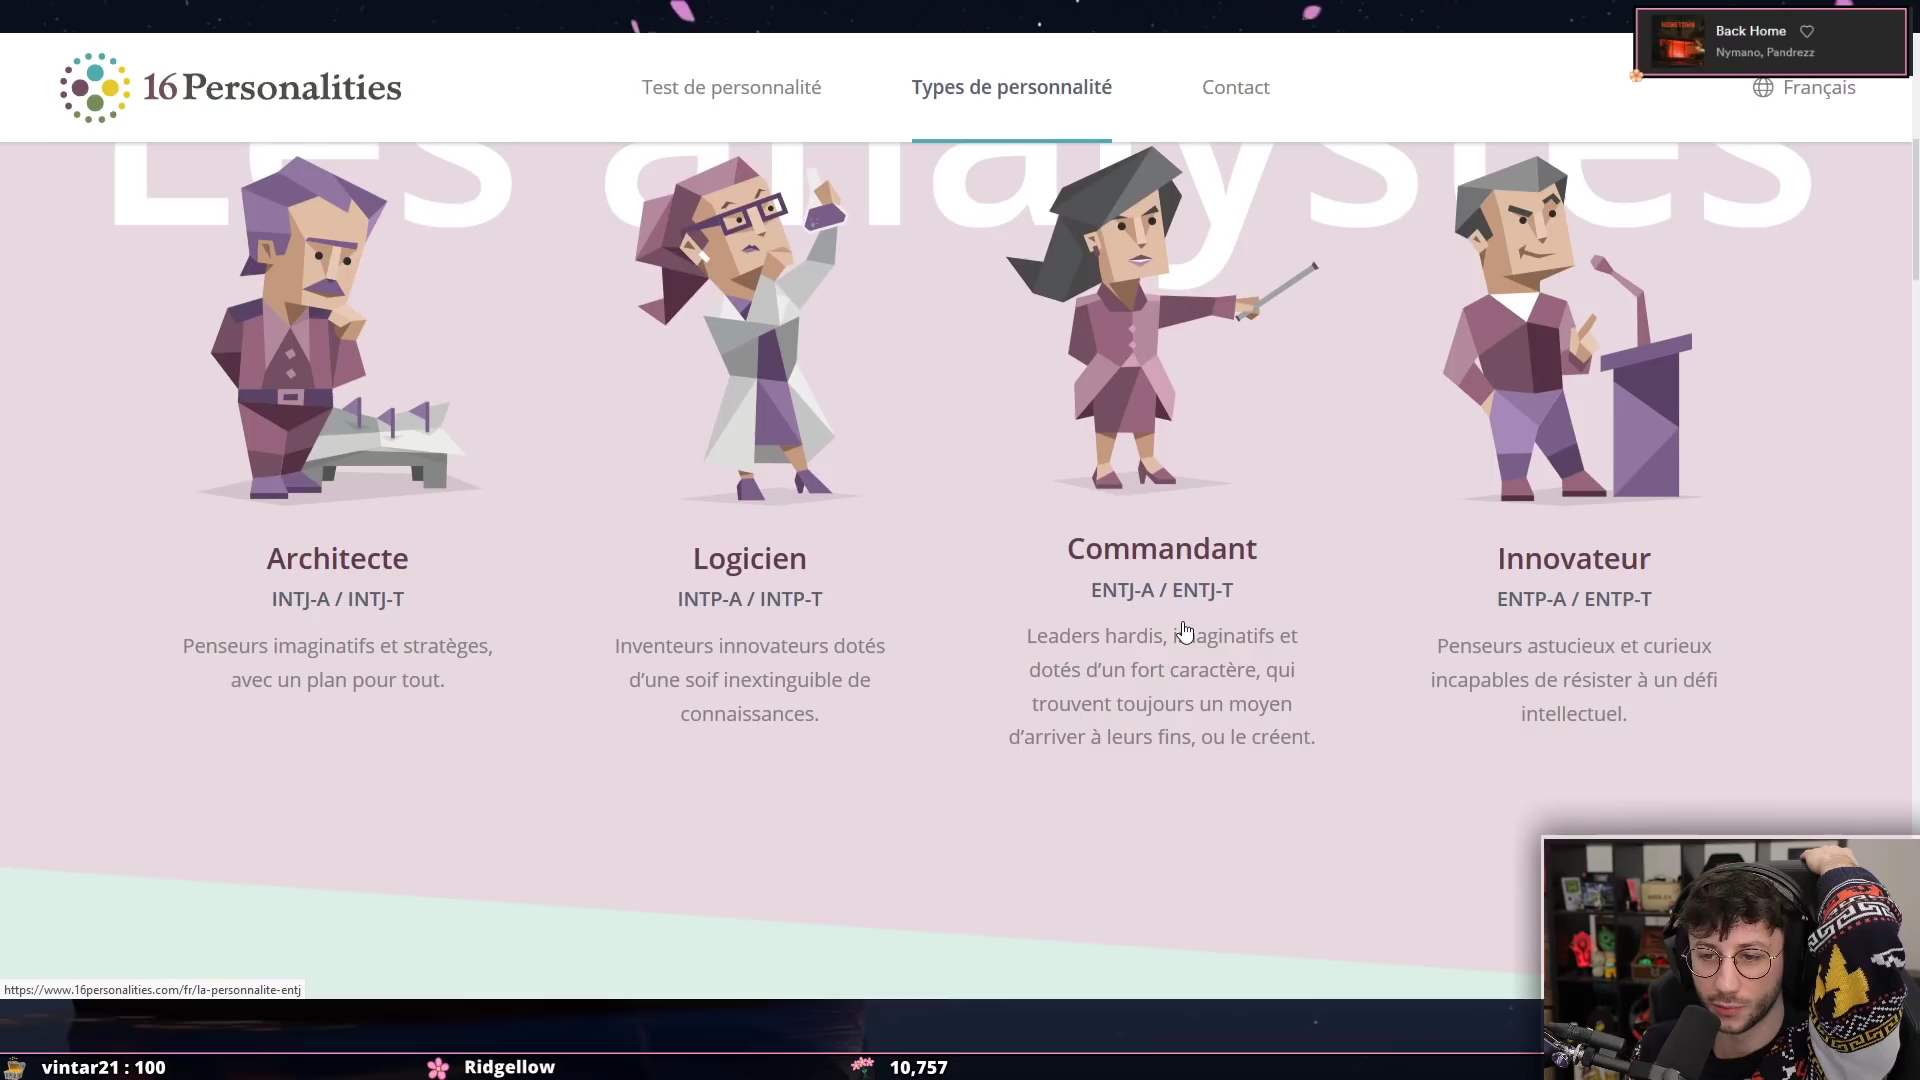 Back Home
Nymano, Pandrezz
16Personalities
Test de personnalité
Types de personnalité
Contact
Français
Les analystes
Architecte
INTJ-A / INTJ-T
Penseurs imaginatifs et stratèges,
avec un plan pour tout.
Logicien
INTP-A / INTP-T
Inventeurs innovateurs dotés
d’une soif inextinguible de
connaissances.
Commandant
ENTJ-A / ENTJ-T
Leaders hardis, imaginatifs et
dotés d’un fort caractère, qui
trouvent toujours un moyen
d’arriver à leurs fins, ou le créent.
Innovateur
ENTP-A / ENTP-T
Penseurs astucieux et curieux
incapables de résister à un défi
intellectuel.
https://www.16personalities.com/fr/la-personnalite-entj
vintar21 : 100
Ridgellow
10,757